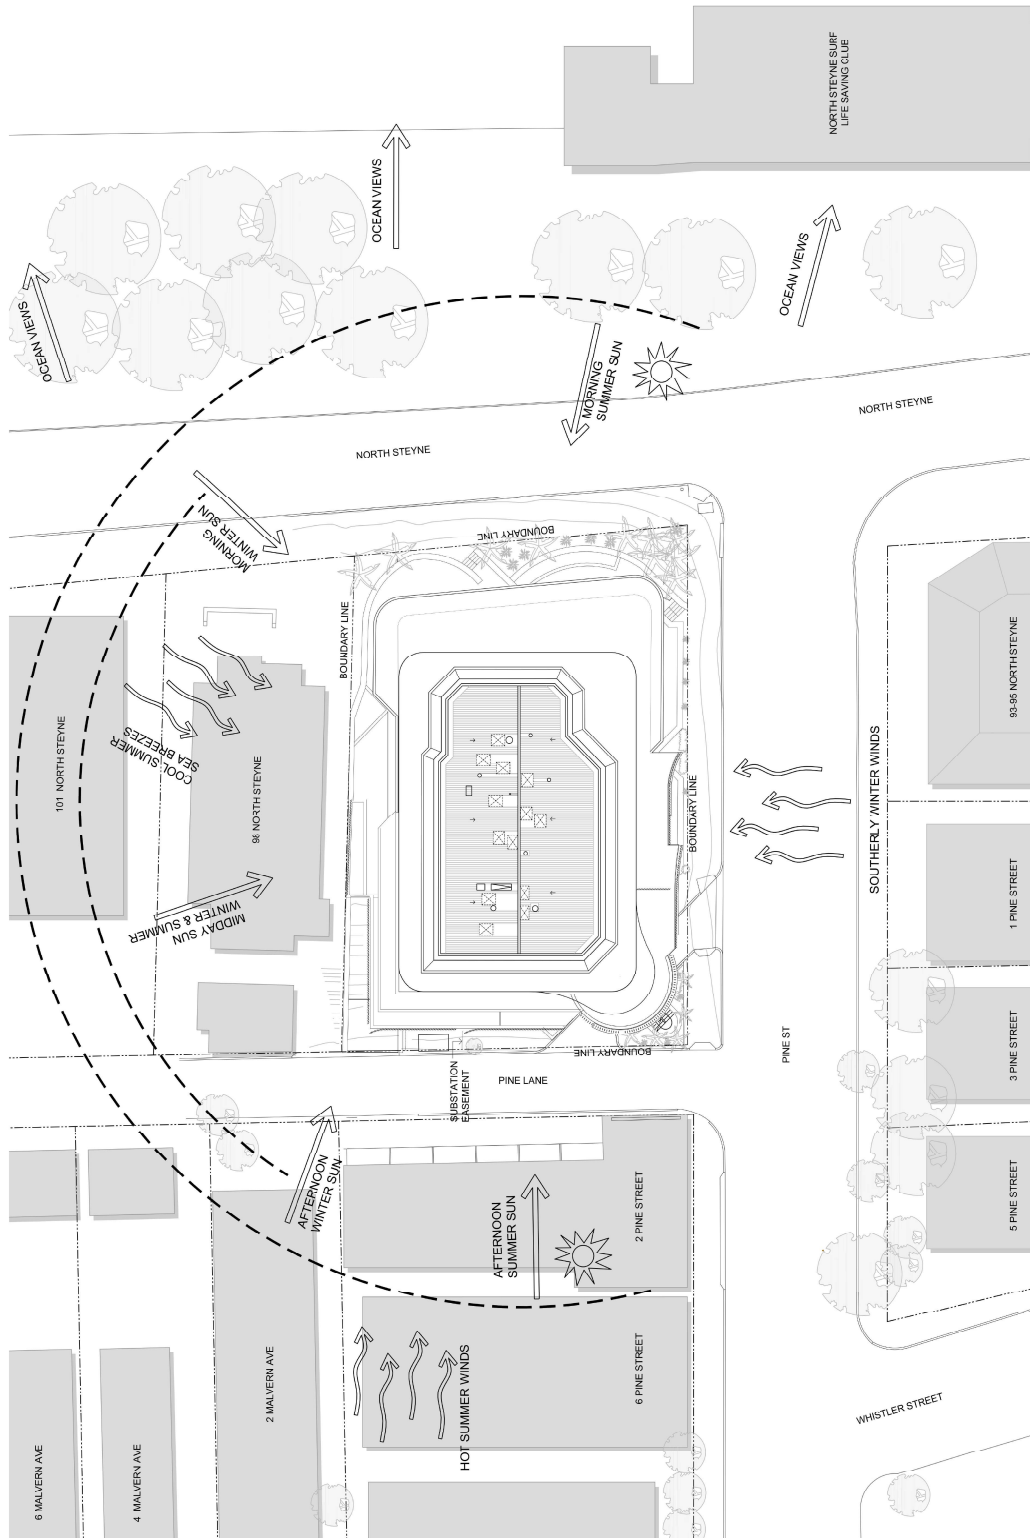 NORTH STEYNE SURF
LIFE SAVING CLUB
OCEAN VIEWS
OCEAN VIEWS
OCEAN VIEWS
MORNING
SUMMER SUN
NORTH STEYNE
NORTH STEYNE
MORNING
WINTER SUN
BOUNDARY LINE
BOUNDARY LINE
93-95 NORTH STEYNE
101 NORTH STEYNE
COOL SUMMER
SEA BREEZES
98 NORTH STEYNE
BOUNDARY LINE
SOUTHERLY WINTER WINDS
MIDDAY SUN
WINTER & SUMMER
1 PINE STREET
3 PINE STREET
PINE ST
BOUNDARY LINE
PINE LANE
SUBSTATION
EASEMENT
AFTERNOON
WINTER SUN
AFTERNOON
SUMMER SUN
2 PINE STREET
5 PINE STREET
2 MALVERN AVE
HOT SUMMER WINDS
6 PINE STREET
WHISTLER STREET
6 MALVERN AVE
4 MALVERN AVE